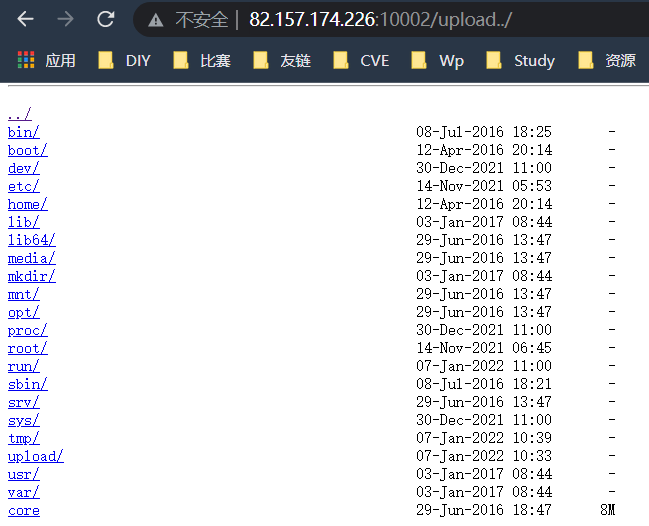 不安全 | 82.157.174.226:10002/upload../
应用 DIY 比赛 友链 CVE Wp Study 资源
../
bin/ 08-Jul-2016 18:25 -
boot/ 12-Apr-2016 20:14 -
dev/ 30-Dec-2021 11:00 -
etc/ 14-Nov-2021 05:53 -
home/ 12-Apr-2016 20:14 -
lib/ 03-Jan-2017 08:44 -
lib64/ 29-Jun-2016 13:47 -
media/ 29-Jun-2016 13:47 -
mkdir/ 03-Jan-2017 08:44 -
mnt/ 29-Jun-2016 13:47 -
opt/ 29-Jun-2016 13:47 -
proc/ 30-Dec-2021 11:00 -
root/ 14-Nov-2021 06:45 -
run/ 07-Jan-2022 11:00 -
sbin/ 08-Jul-2016 18:21 -
srv/ 29-Jun-2016 13:47 -
sys/ 30-Dec-2021 11:00 -
tmp/ 07-Jan-2022 10:39 -
upload/ 07-Jan-2022 10:33 -
usr/ 03-Jan-2017 08:44 -
var/ 03-Jan-2017 08:44 -
core 29-Jun-2016 18:47 8M